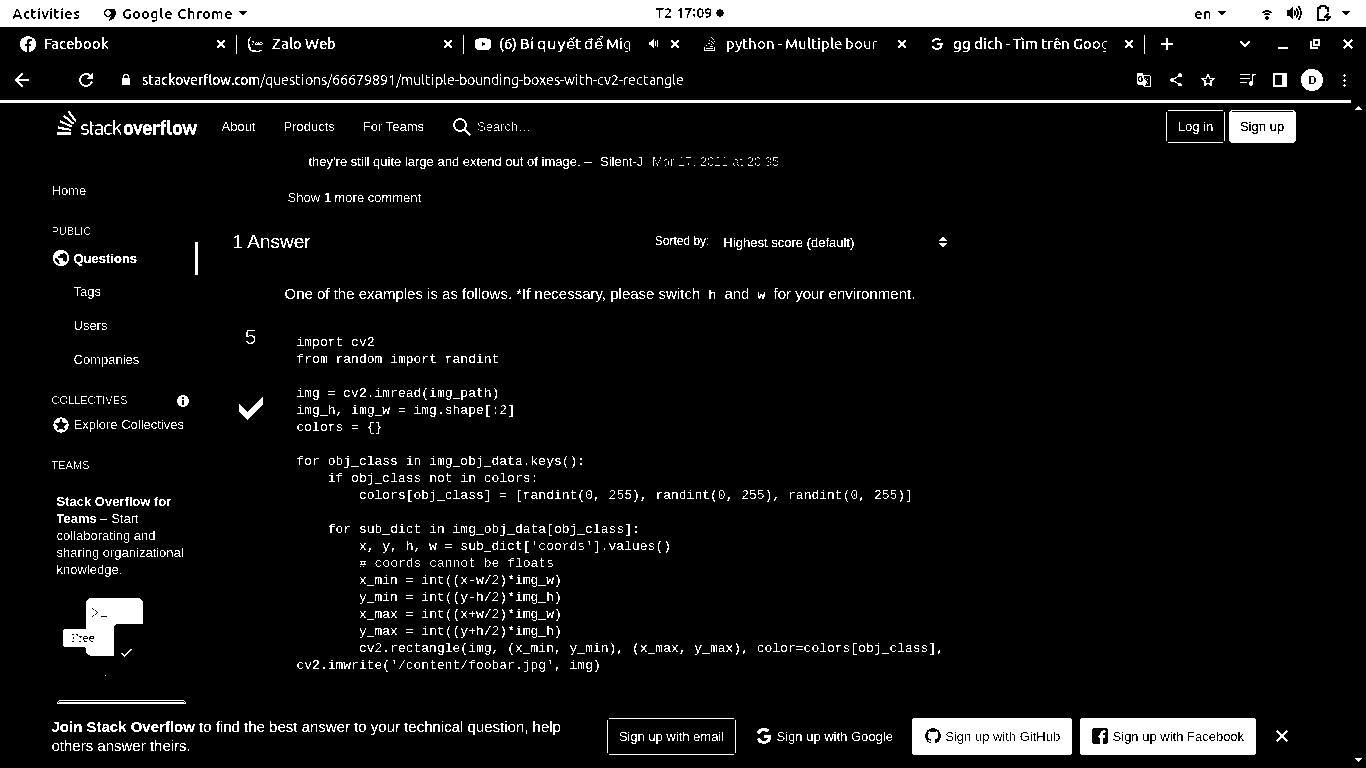 Activities Google Chrome T2 17:09 en
Facebook Zalo Web (6) Bí quyết để Mig python - Multiple bour gg dich - Tìm trên Goog
stackoverflow.com/questions/66679891/multiple-bounding-boxes-with-cv2-rectangle D
stackoverflow About Products For Teams Search... Log in Sign up
they're still quite large and extend out of image. – Silent-J Mar 17, 2021 at 20:35
Home
Show 1 more comment
PUBLIC
1 Answer Sorted by: Highest score (default)
Questions
Tags
One of the examples is as follows. *If necessary, please switch h and w for your environment.
Users
5
import cv2
Companies
from random import randint
img = cv2.imread(img_path)
COLLECTIVES
img_h, img_w = img.shape[:2]
Explore Collectives
colors = {}
TEAMS
for obj_class in img_obj_data.keys():
if obj_class not in colors:
colors[obj_class] = [randint(0, 255), randint(0, 255), randint(0, 255)]
Stack Overflow for
Teams – Start
collaborating and
sharing organizational
knowledge.
for sub_dict in img_obj_data[obj_class]:
x, y, h, w = sub_dict['coords'].values()
# coords cannot be floats
x_min = int((x-w/2)*img_w)
y_min = int((y-h/2)*img_h)
x_max = int((x+w/2)*img_w)
y_max = int((y+h/2)*img_h)
cv2.rectangle(img, (x_min, y_min), (x_max, y_max), color=colors[obj_class],
cv2.imwrite('/content/foobar.jpg', img)
>_
Free
Join Stack Overflow to find the best answer to your technical question, help
others answer theirs.
Sign up with email Sign up with Google Sign up with GitHub Sign up with Facebook